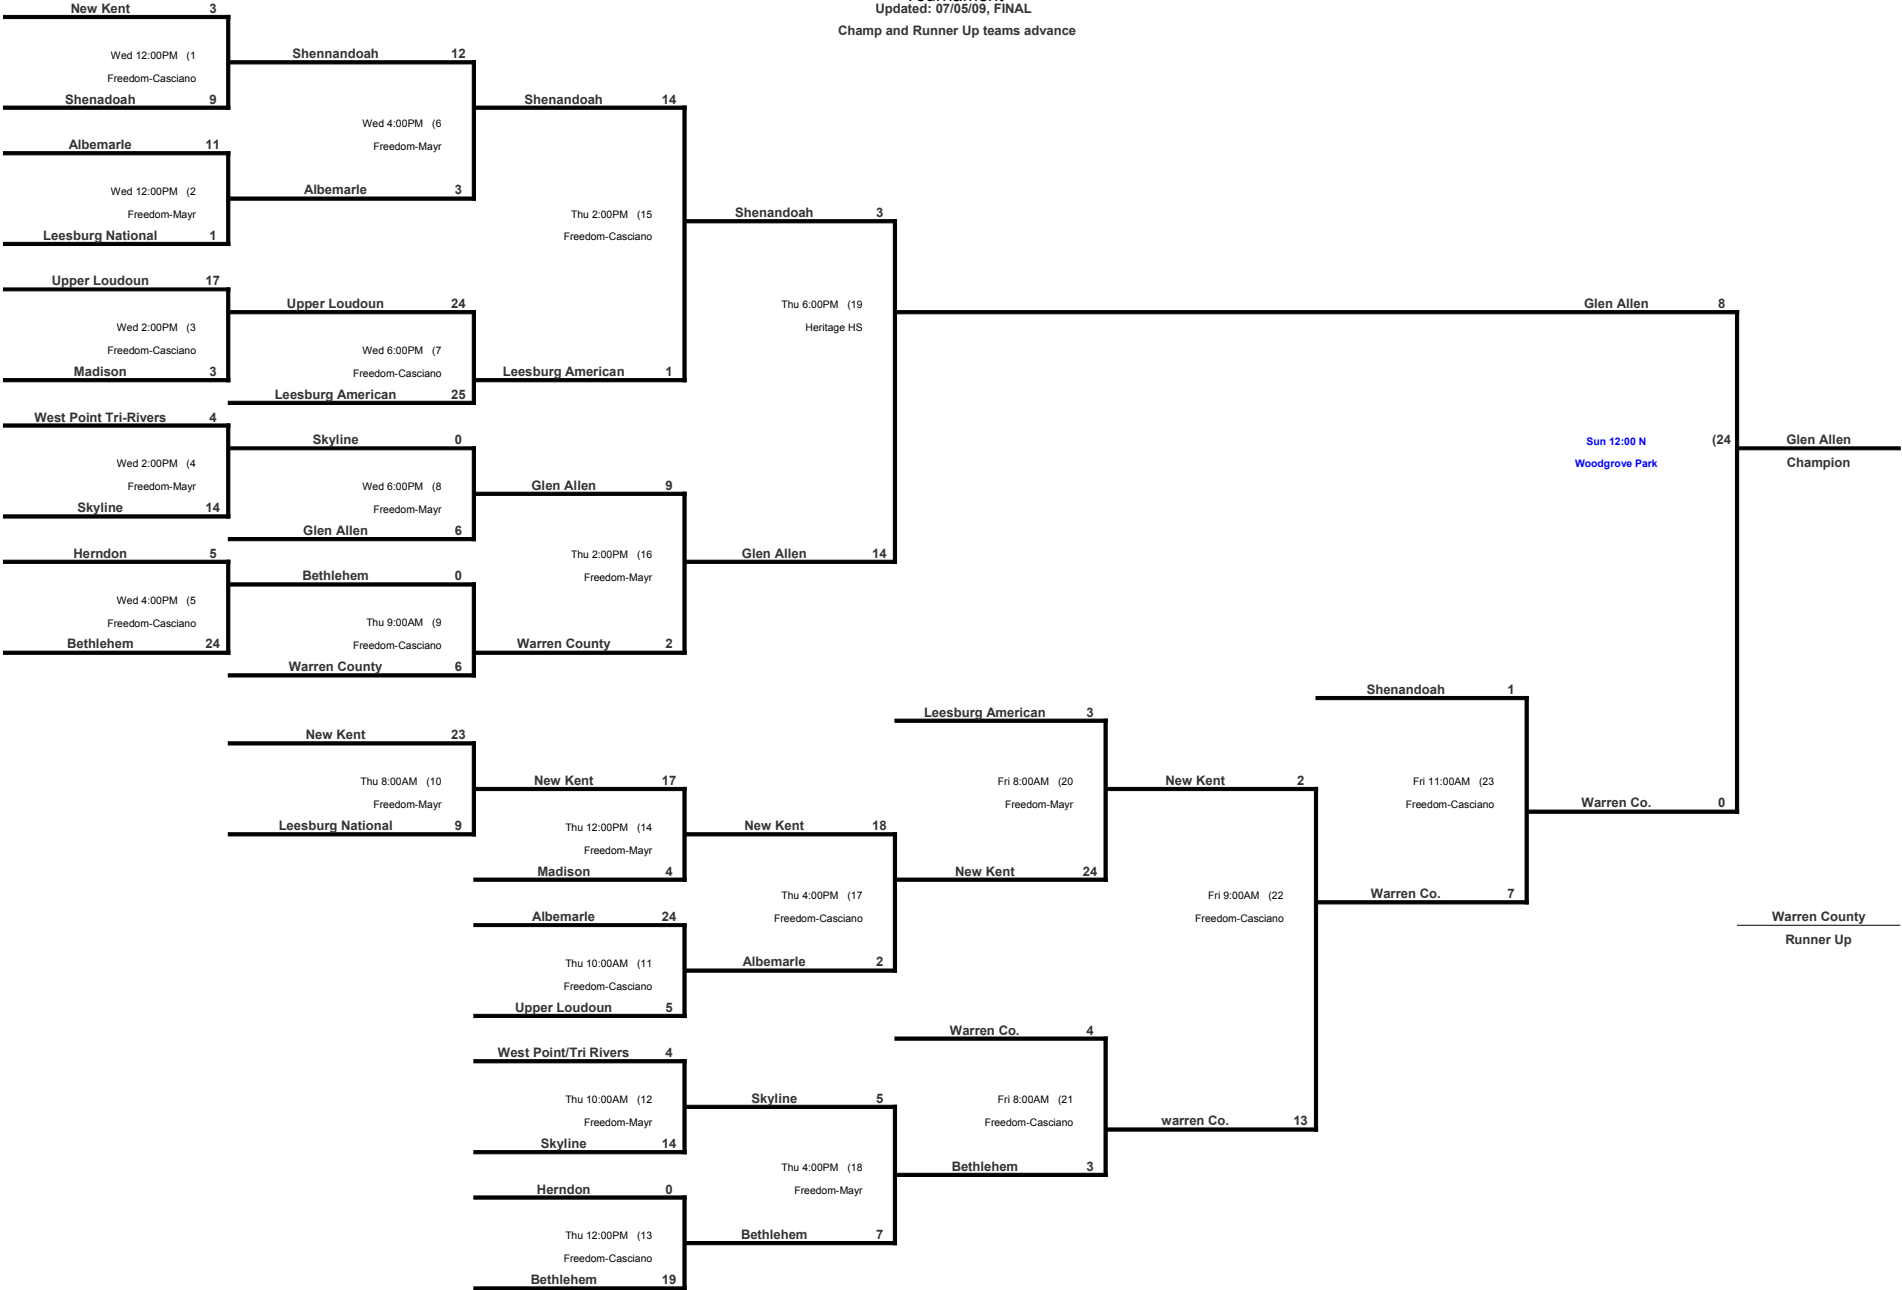 Updated: 07/05/09, FINAL
Champ and Runner Up teams advance
New Kent 3
Wed 12:00PM (1
Freedom-Casciano
Shenadoah 9
Albemarle 11
Wed 12:00PM (2
Freedom-Mayr
Leesburg National 1
Upper Loudoun 17
Wed 2:00PM (3
Freedom-Casciano
Madison 3
West Point Tri-Rivers 4
Wed 2:00PM (4
Freedom-Mayr
Skyline 14
Herndon 5
Wed 4:00PM (5
Freedom-Casciano
Bethlehem 24
Shennandoah 12
Wed 4:00PM (6
Freedom-Mayr
Albemarle 3
Upper Loudoun 24
Wed 6:00PM (7
Freedom-Casciano
Leesburg American 25
Skyline 0
Wed 6:00PM (8
Freedom-Mayr
Glen Allen 6
Bethlehem 0
Thu 9:00AM (9
Freedom-Casciano
Warren County 6
Shenandoah 14
Thu 2:00PM (15
Freedom-Casciano
Leesburg American 1
Glen Allen 9
Thu 2:00PM (16
Freedom-Mayr
Warren County 2
Shenandoah 3
Thu 6:00PM (19
Heritage HS
Glen Allen 14
Glen Allen 8
Sun 12:00 N (24
Woodgrove Park
Glen Allen
Champion
New Kent 23
Thu 8:00AM (10
Freedom-Mayr
Leesburg National 9
New Kent 17
Thu 12:00PM (14
Freedom-Mayr
Madison 4
Albemarle 24
Thu 10:00AM (11
Freedom-Casciano
Upper Loudoun 5
West Point/Tri Rivers 4
Thu 10:00AM (12
Freedom-Mayr
Skyline 14
Herndon 0
Thu 12:00PM (13
Freedom-Casciano
Bethlehem 19
New Kent 18
Thu 4:00PM (17
Freedom-Casciano
Albemarle 2
Skyline 5
Thu 4:00PM (18
Freedom-Mayr
Bethlehem 7
Leesburg American 3
Fri 8:00AM (20
Freedom-Mayr
New Kent 24
Warren Co. 4
Fri 8:00AM (21
Freedom-Casciano
Bethlehem 3
New Kent 2
Fri 9:00AM (22
Freedom-Casciano
warren Co. 13
Shenandoah 1
Fri 11:00AM (23
Freedom-Casciano
Warren Co. 7
Warren Co. 0
Warren County
Runner Up